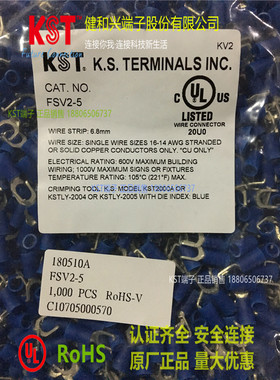 KST 健和兴端子股份有限公司
连接你我·连接科技新生活
KV2
KST K.S. TERMINALS INC.
CAT. NO.
FSV2-5
C UL US
LISTED
WIRE CONNECTOR
20U0
WIRE STRIP: 6.8mm
WIRE SIZE: SINGLE WIRE SIZES 16-14 AWG STRANDED
OR SOLID COPPER CONDUCTORS ONLY. "CU ONLY"
ELECTRICAL RATING: 600V MAXIMUM BUILDING
WIRING; 1000V MAXIMUM SIGNS OR FIXTURES
TEMPERATURE RATING: 105°C (221°F) MAX.
CRIMPING TOOL: K.S. MODEL KST2000A OR
KSTLY-2004 OR KSTLY-2005 WITH DIE INDEX: BLUE
KST端子 正品销售 18806506737
180510A
FSV2-5
1,000 PCS RoHS-V
C10705000570
认证齐全 安全出口
RoHS 原厂正品 量大优惠